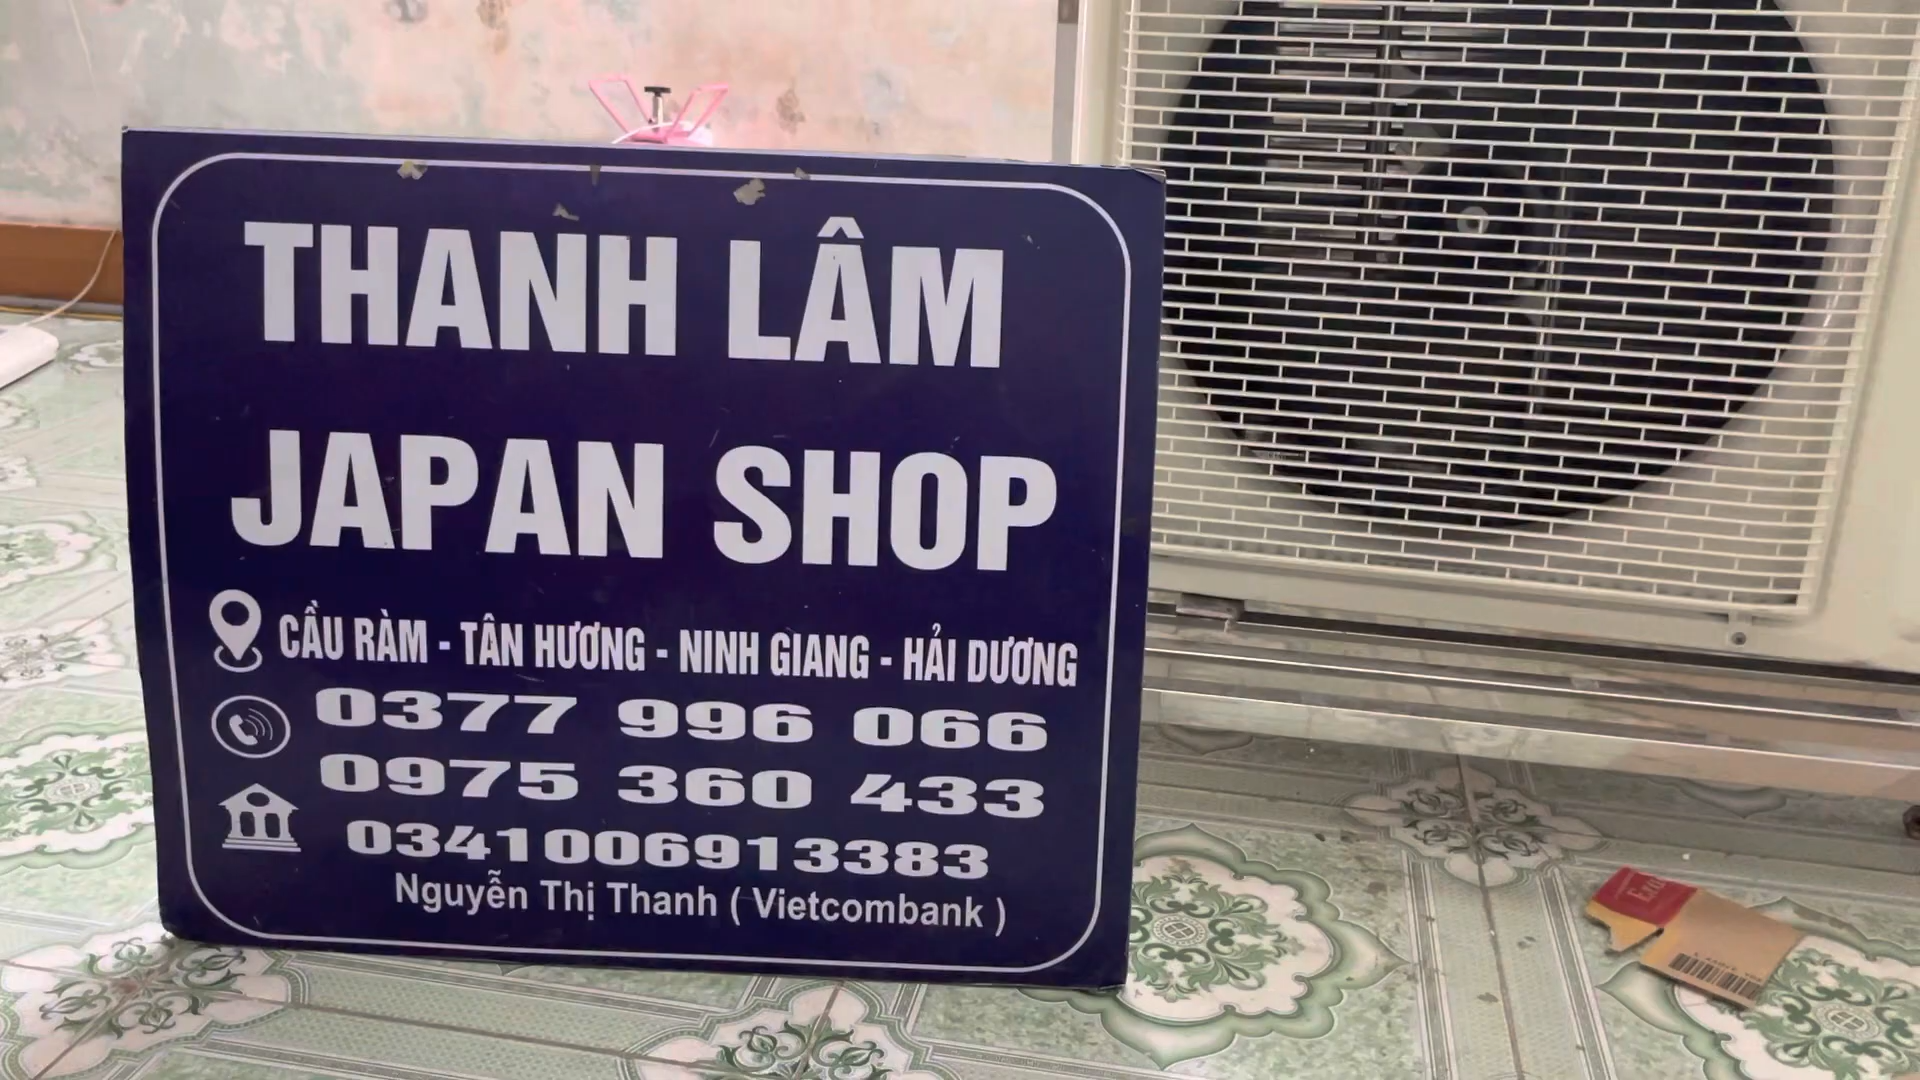 THANH LÂM
JAPAN SHOP
CẦU RÀM - TÂN HƯƠNG - NINH GIANG - HẢI DƯƠNG
0377 996 066
0975 360 433
0341006913383
Nguyễn Thị Thanh ( Vietcombank )